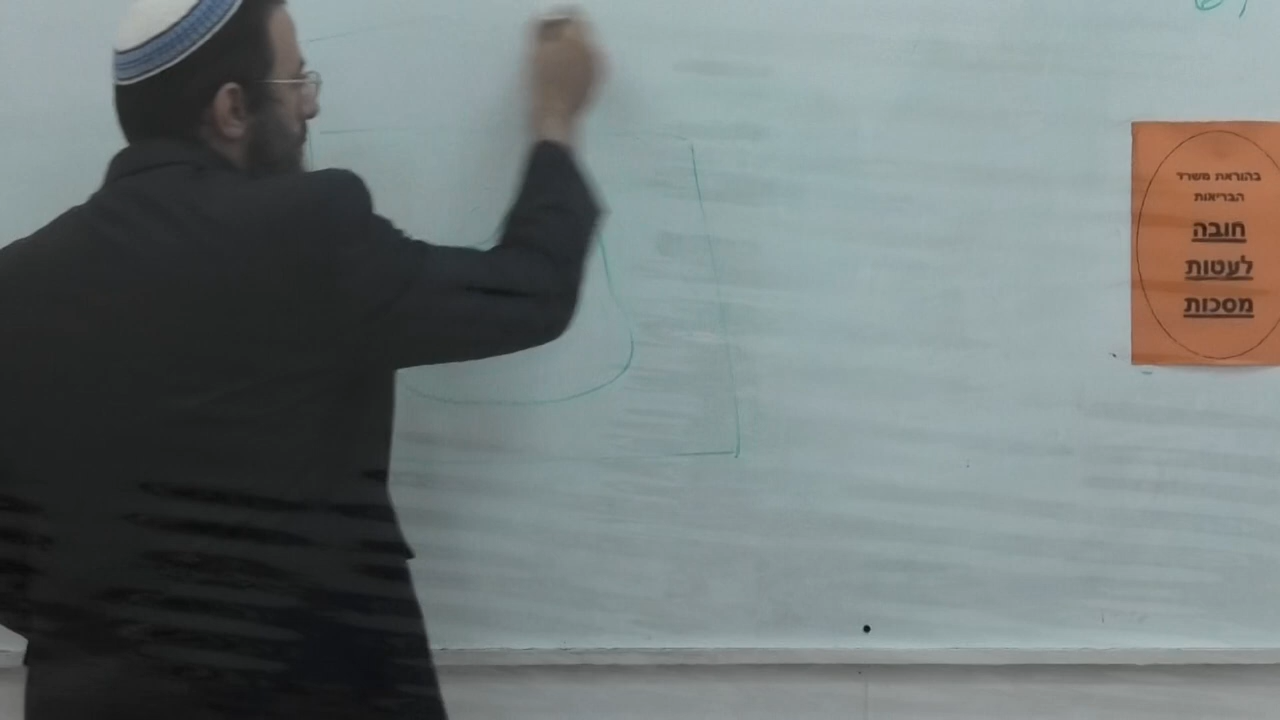 בהוראת משרד
הבריאות
חובה
לעטות
מסכות